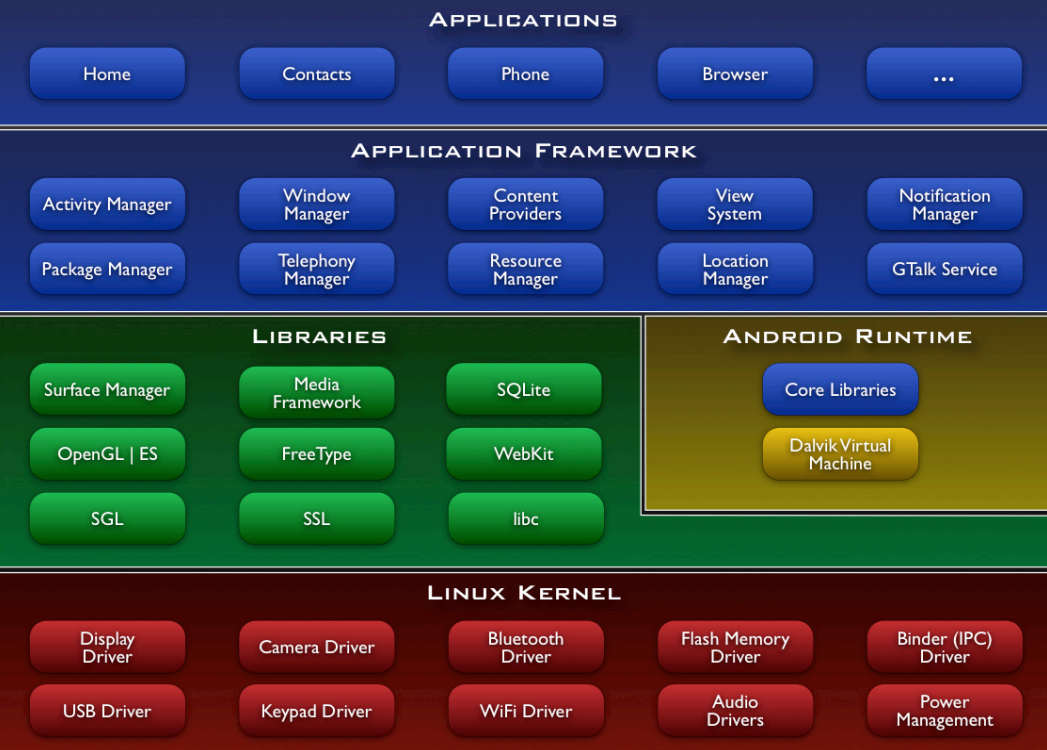 APPLICATIONS
Home
Contacts
Phone
Browser
...
APPLICATION FRAMEWORK
Activity Manager
Window
Manager
Content
Providers
View
System
Notification
Manager
Package Manager
Telephony
Manager
Resource
Manager
Location
Manager
GTalk Service
LIBRARIES
Surface Manager
Media
Framework
SQLite
OpenGL | ES
FreeType
WebKit
SGL
SSL
libc
ANDROID RUNTIME
Core Libraries
Dalvik Virtual
Machine
LINUX KERNEL
Display
Driver
Camera Driver
Bluetooth
Driver
Flash Memory
Driver
Binder (IPC)
Driver
USB Driver
Keypad Driver
WiFi Driver
Audio
Drivers
Power
Management